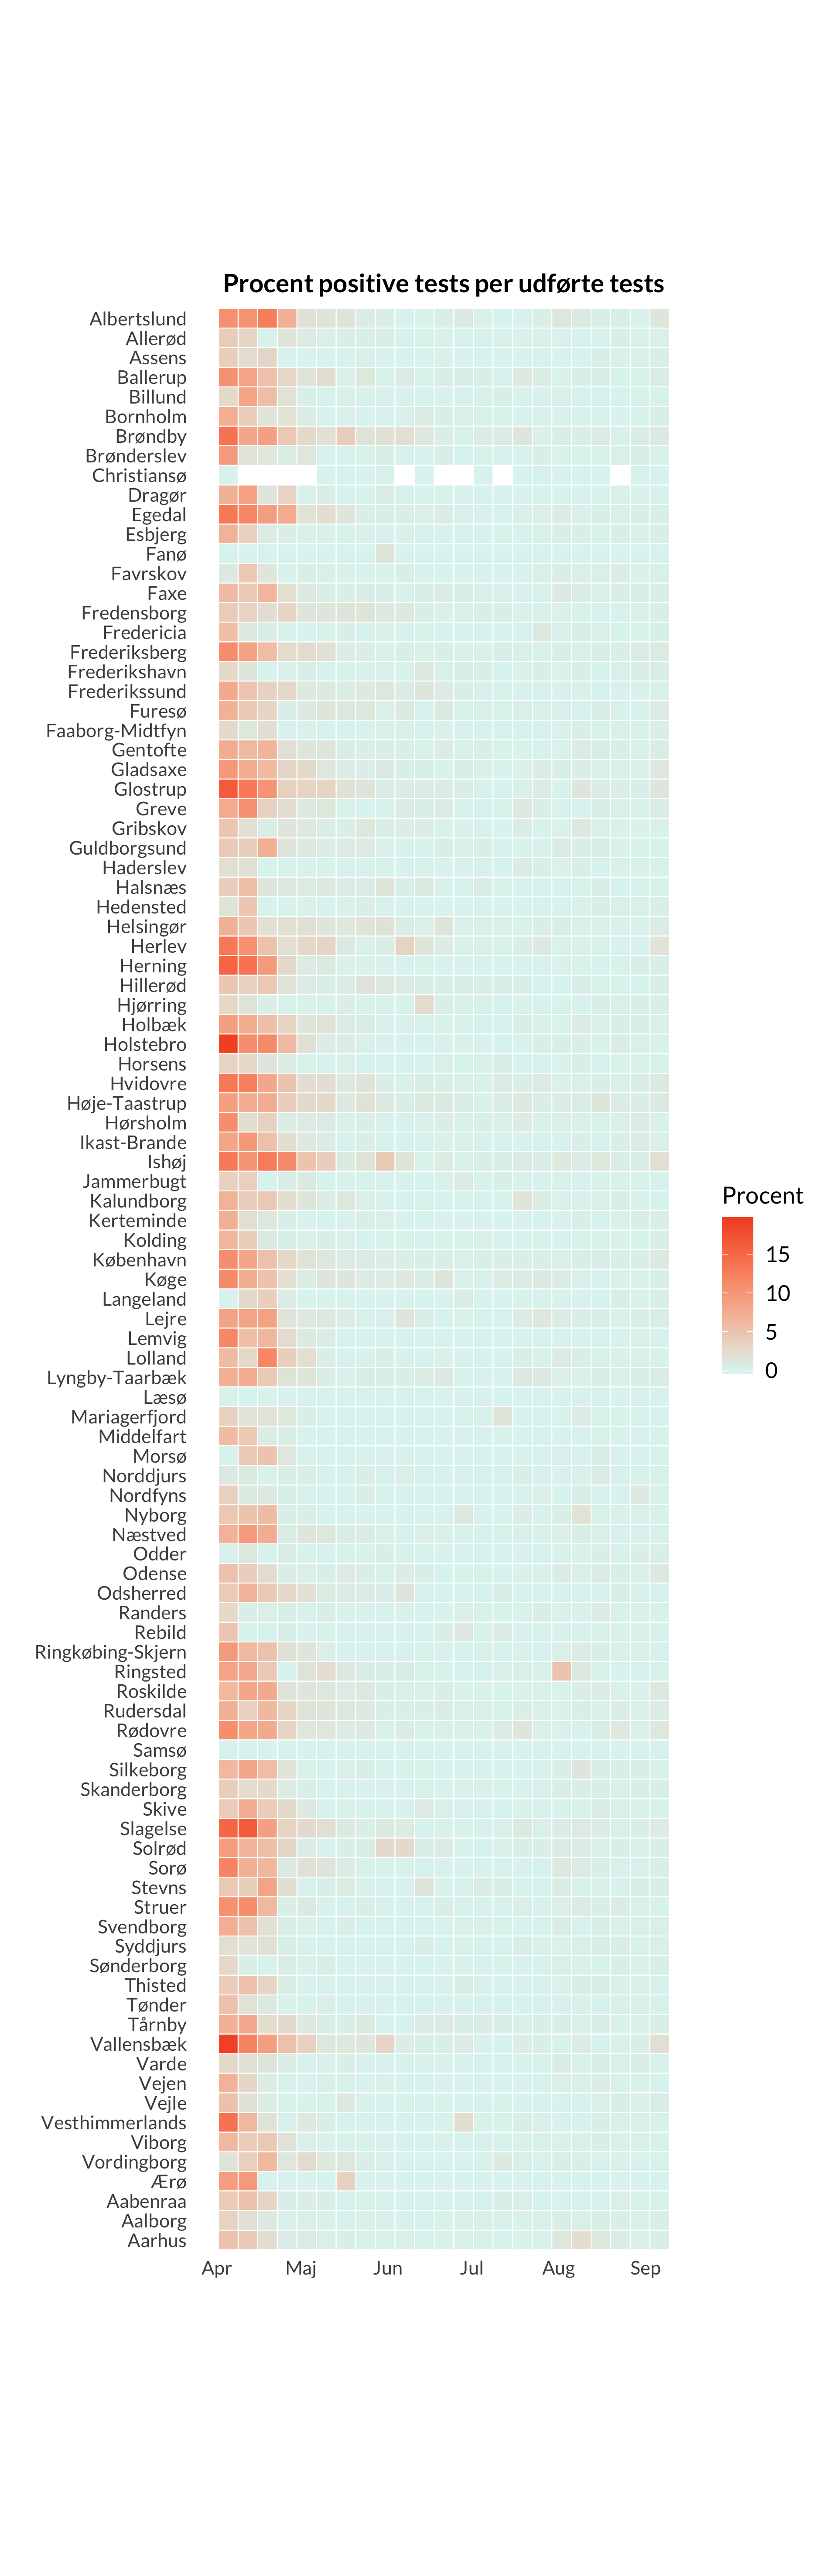 Procent positive tests per udførte tests
Albertslund
Allerød
Assens
Ballerup
Billund
Bornholm
Brøndby
Brønderslev
Christiansø
Dragør
Egedal
Esbjerg
Fanø
Favrskov
Faxe
Fredensborg
Fredericia
Frederiksberg
Frederikshavn
Frederikssund
Furesø
Faaborg-Midtfyn
Gentofte
Gladsaxe
Glostrup
Greve
Gribskov
Guldborgsund
Haderslev
Halsnæs
Hedensted
Helsingør
Herlev
Herning
Hillerød
Hjørring
Holbæk
Holstebro
Horsens
Hvidovre
Høje-Taastrup
Hørsholm
Ikast-Brande
Ishøj
Jammerbugt
Kalundborg
Kerteminde
Kolding
København
Køge
Langeland
Lejre
Lemvig
Lolland
Lyngby-Taarbæk
Læsø
Mariagerfjord
Middelfart
Morsø
Norddjurs
Nordfyns
Nyborg
Næstved
Odder
Odense
Odsherred
Randers
Rebild
Ringkøbing-Skjern
Ringsted
Roskilde
Rudersdal
Rødovre
Samsø
Silkeborg
Skanderborg
Skive
Slagelse
Solrød
Sorø
Stevns
Struer
Svendborg
Syddjurs
Sønderborg
Thisted
Tønder
Tårnby
Vallensbæk
Varde
Vejen
Vejle
Vesthimmerlands
Viborg
Vordingborg
Ærø
Aabenraa
Aalborg
Aarhus
Apr Maj Jun Jul Aug Sep
Procent
15
10
5
0